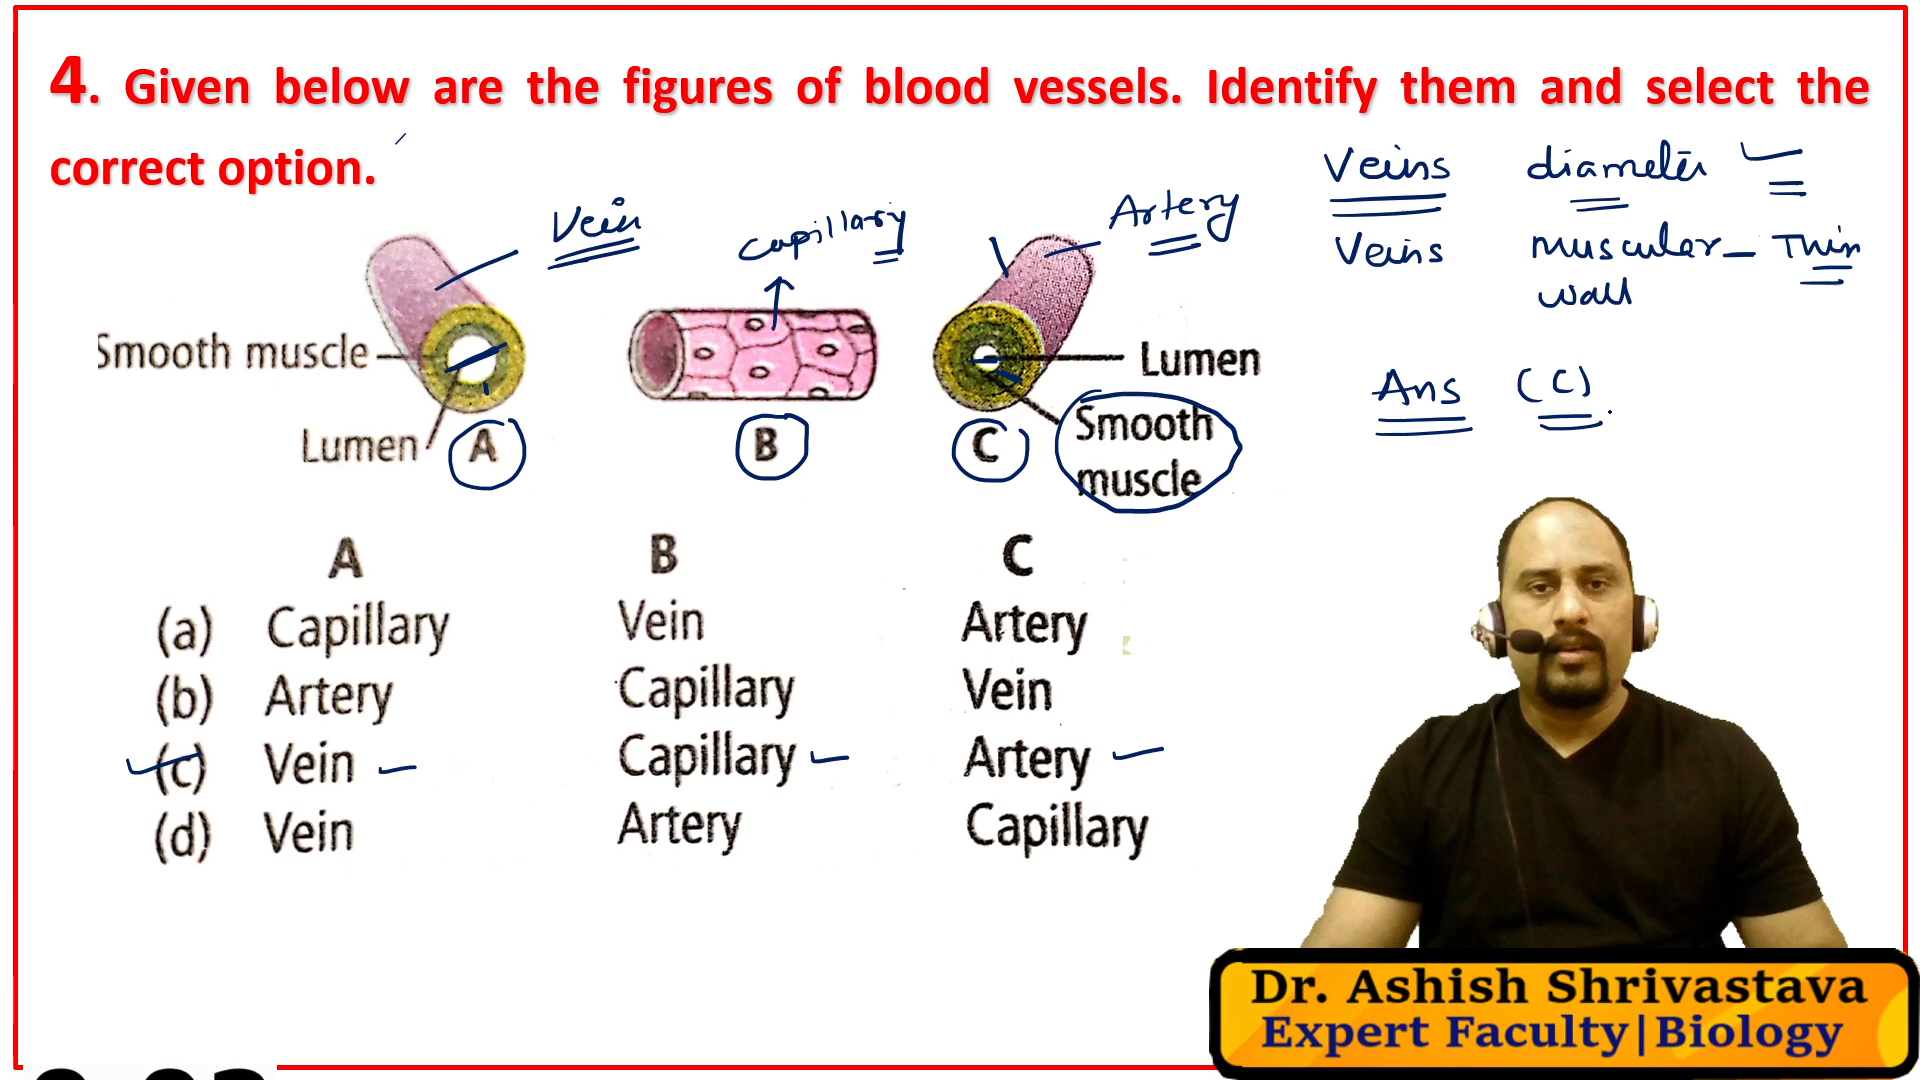 4. Given below are the figures of blood vessels. Identify them and select the
correct option.
Veins diameter
Veins muscular – Thin
wall
Vein
Capillary
Artery
Smooth muscle
Lumen
A
B
C
Lumen
Smooth
muscle
Ans (C).
A B C
(a) Capillary Vein Artery
(b) Artery Capillary Vein
(c) Vein Capillary Artery
(d) Vein Artery Capillary
Dr. Ashish Shrivastava
Expert Faculty|Biology